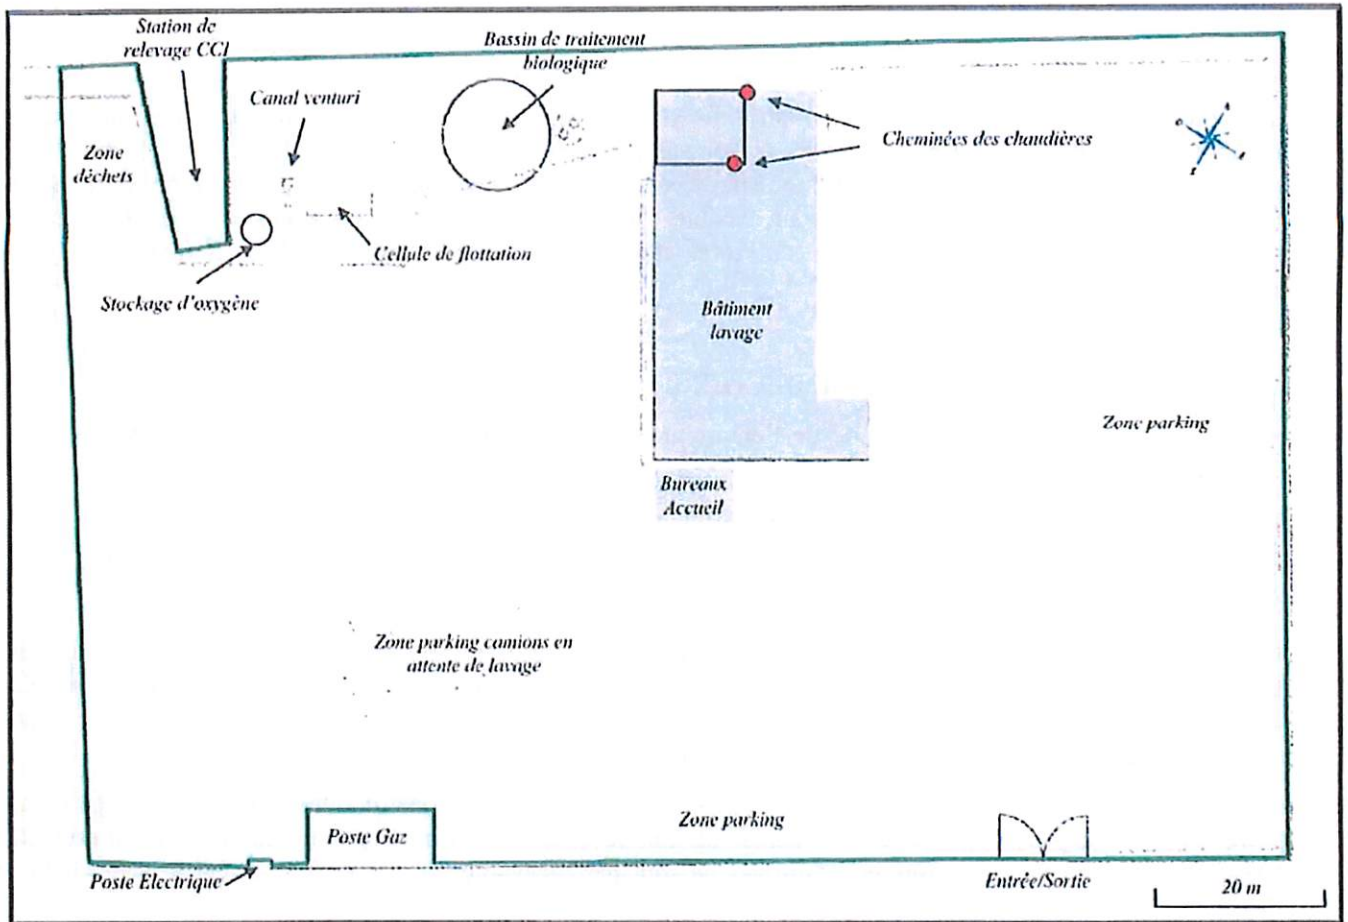 Station de
relevage CCI
Bassin de traitement
biologique
Canal venturi
Cheminées des chaudières
Zone
déchets
Cellule de flottation
Stockage d'oxygène
Bâtiment
lavage
Zone parking
Bureaux
Accueil
Zone parking camions en
attente de lavage
Poste Gaz
Zone parking
Poste Electrique
Entrée/Sortie
20 m